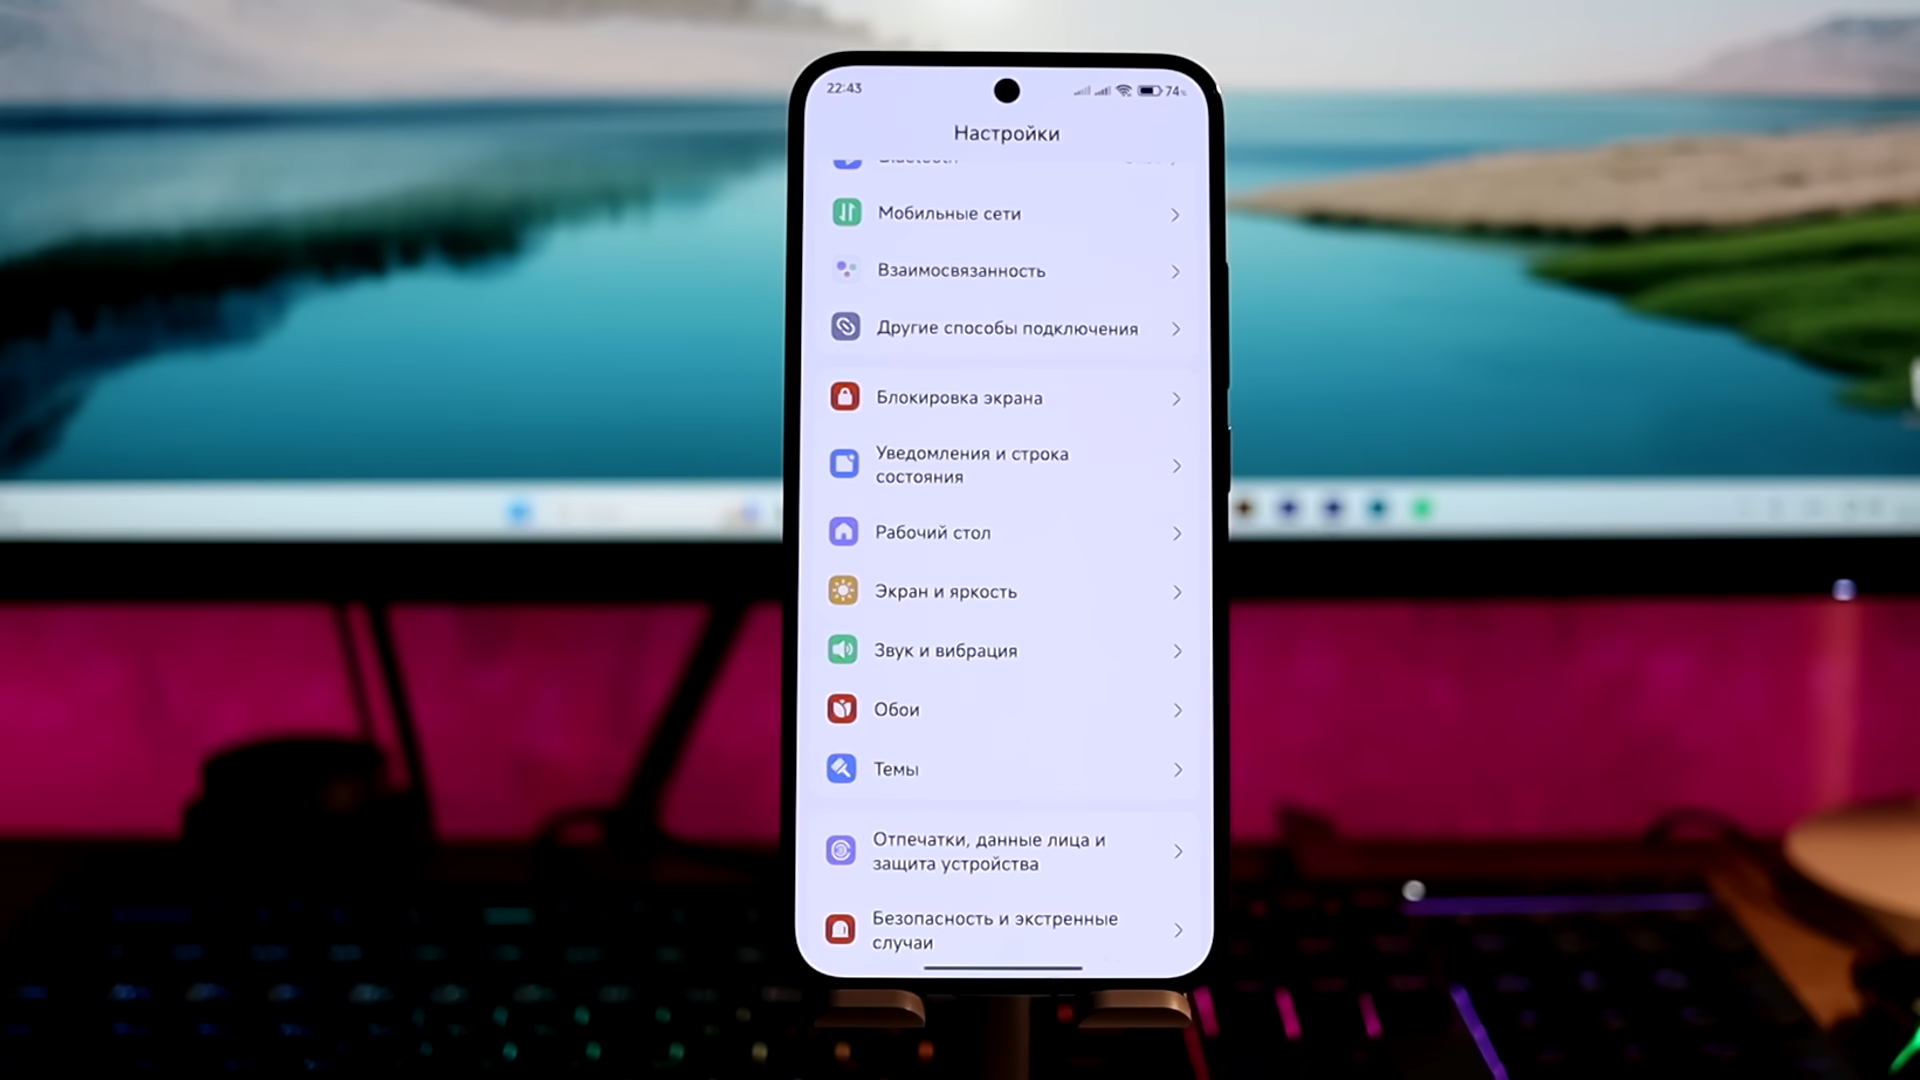 22:43
74%
Настройки
Bluetooth
Мобильные сети
Взаимосвязанность
Другие способы подключения
Блокировка экрана
Уведомления и строка
состояния
Рабочий стол
Экран и яркость
Звук и вибрация
Обои
Темы
Отпечатки, данные лица и
защита устройства
Безопасность и экстренные
случаи